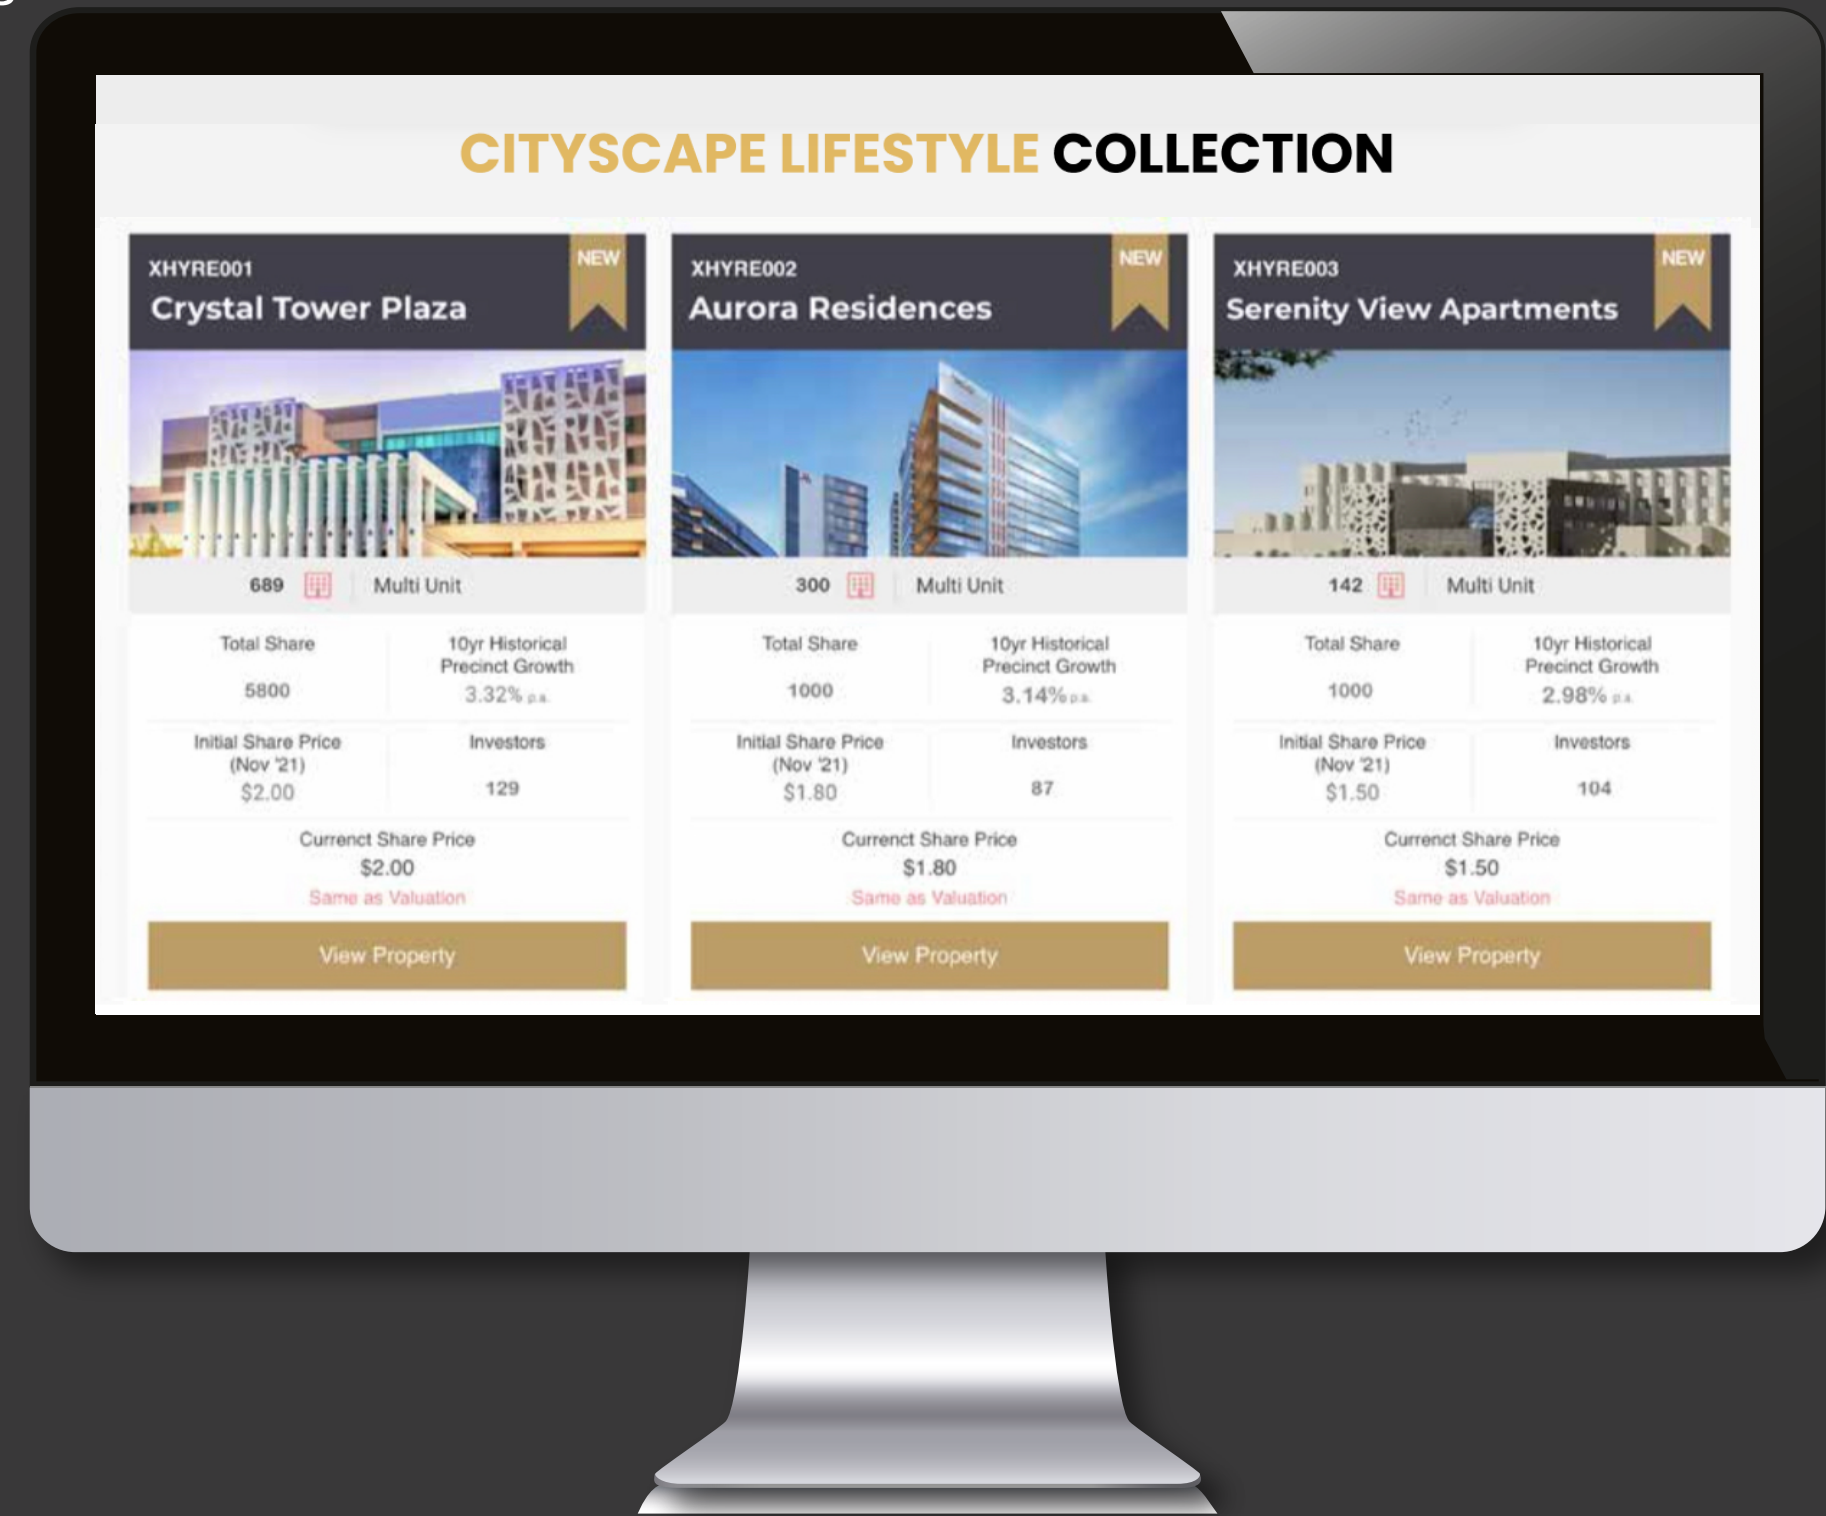 CITYSCAPE LIFESTYLE COLLECTION
XHYRE001
NEW
Crystal Tower Plaza
689
Multi Unit
Total Share
5800
10yr Historical
Precinct Growth
3.32% p.a.
Initial Share Price
(Nov '21)
$2.00
Investors
129
Currenct Share Price
$2.00
Same as Valuation
View Property
XHYRE002
NEW
Aurora Residences
300
Multi Unit
Total Share
1000
10yr Historical
Precinct Growth
3.14% p.a.
Initial Share Price
(Nov '21)
$1.80
Investors
87
Currenct Share Price
$1.80
Same as Valuation
View Property
XHYRE003
NEW
Serenity View Apartments
142
Multi Unit
Total Share
1000
10yr Historical
Precinct Growth
2.98% p.a.
Initial Share Price
(Nov '21)
$1.50
Investors
104
Currenct Share Price
$1.50
Same as Valuation
View Property